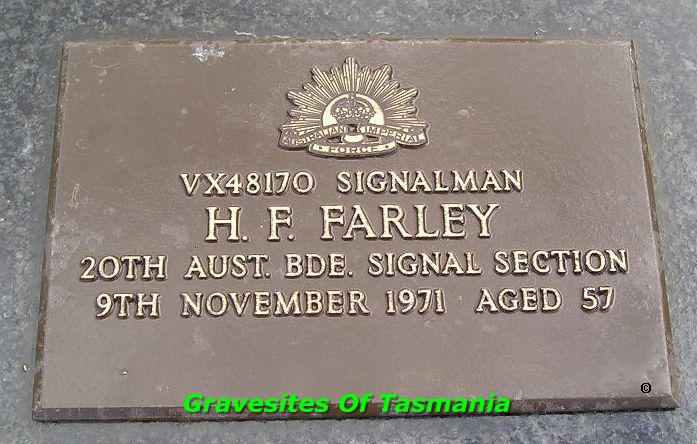 AUSTRALIAN IMPERIAL
FORCE
VX48170 SIGNALMAN
H. F. FARLEY
20TH AUST. BDE. SIGNAL SECTION
9TH NOVEMBER 1971 AGED 57
©
Gravesites Of Tasmania